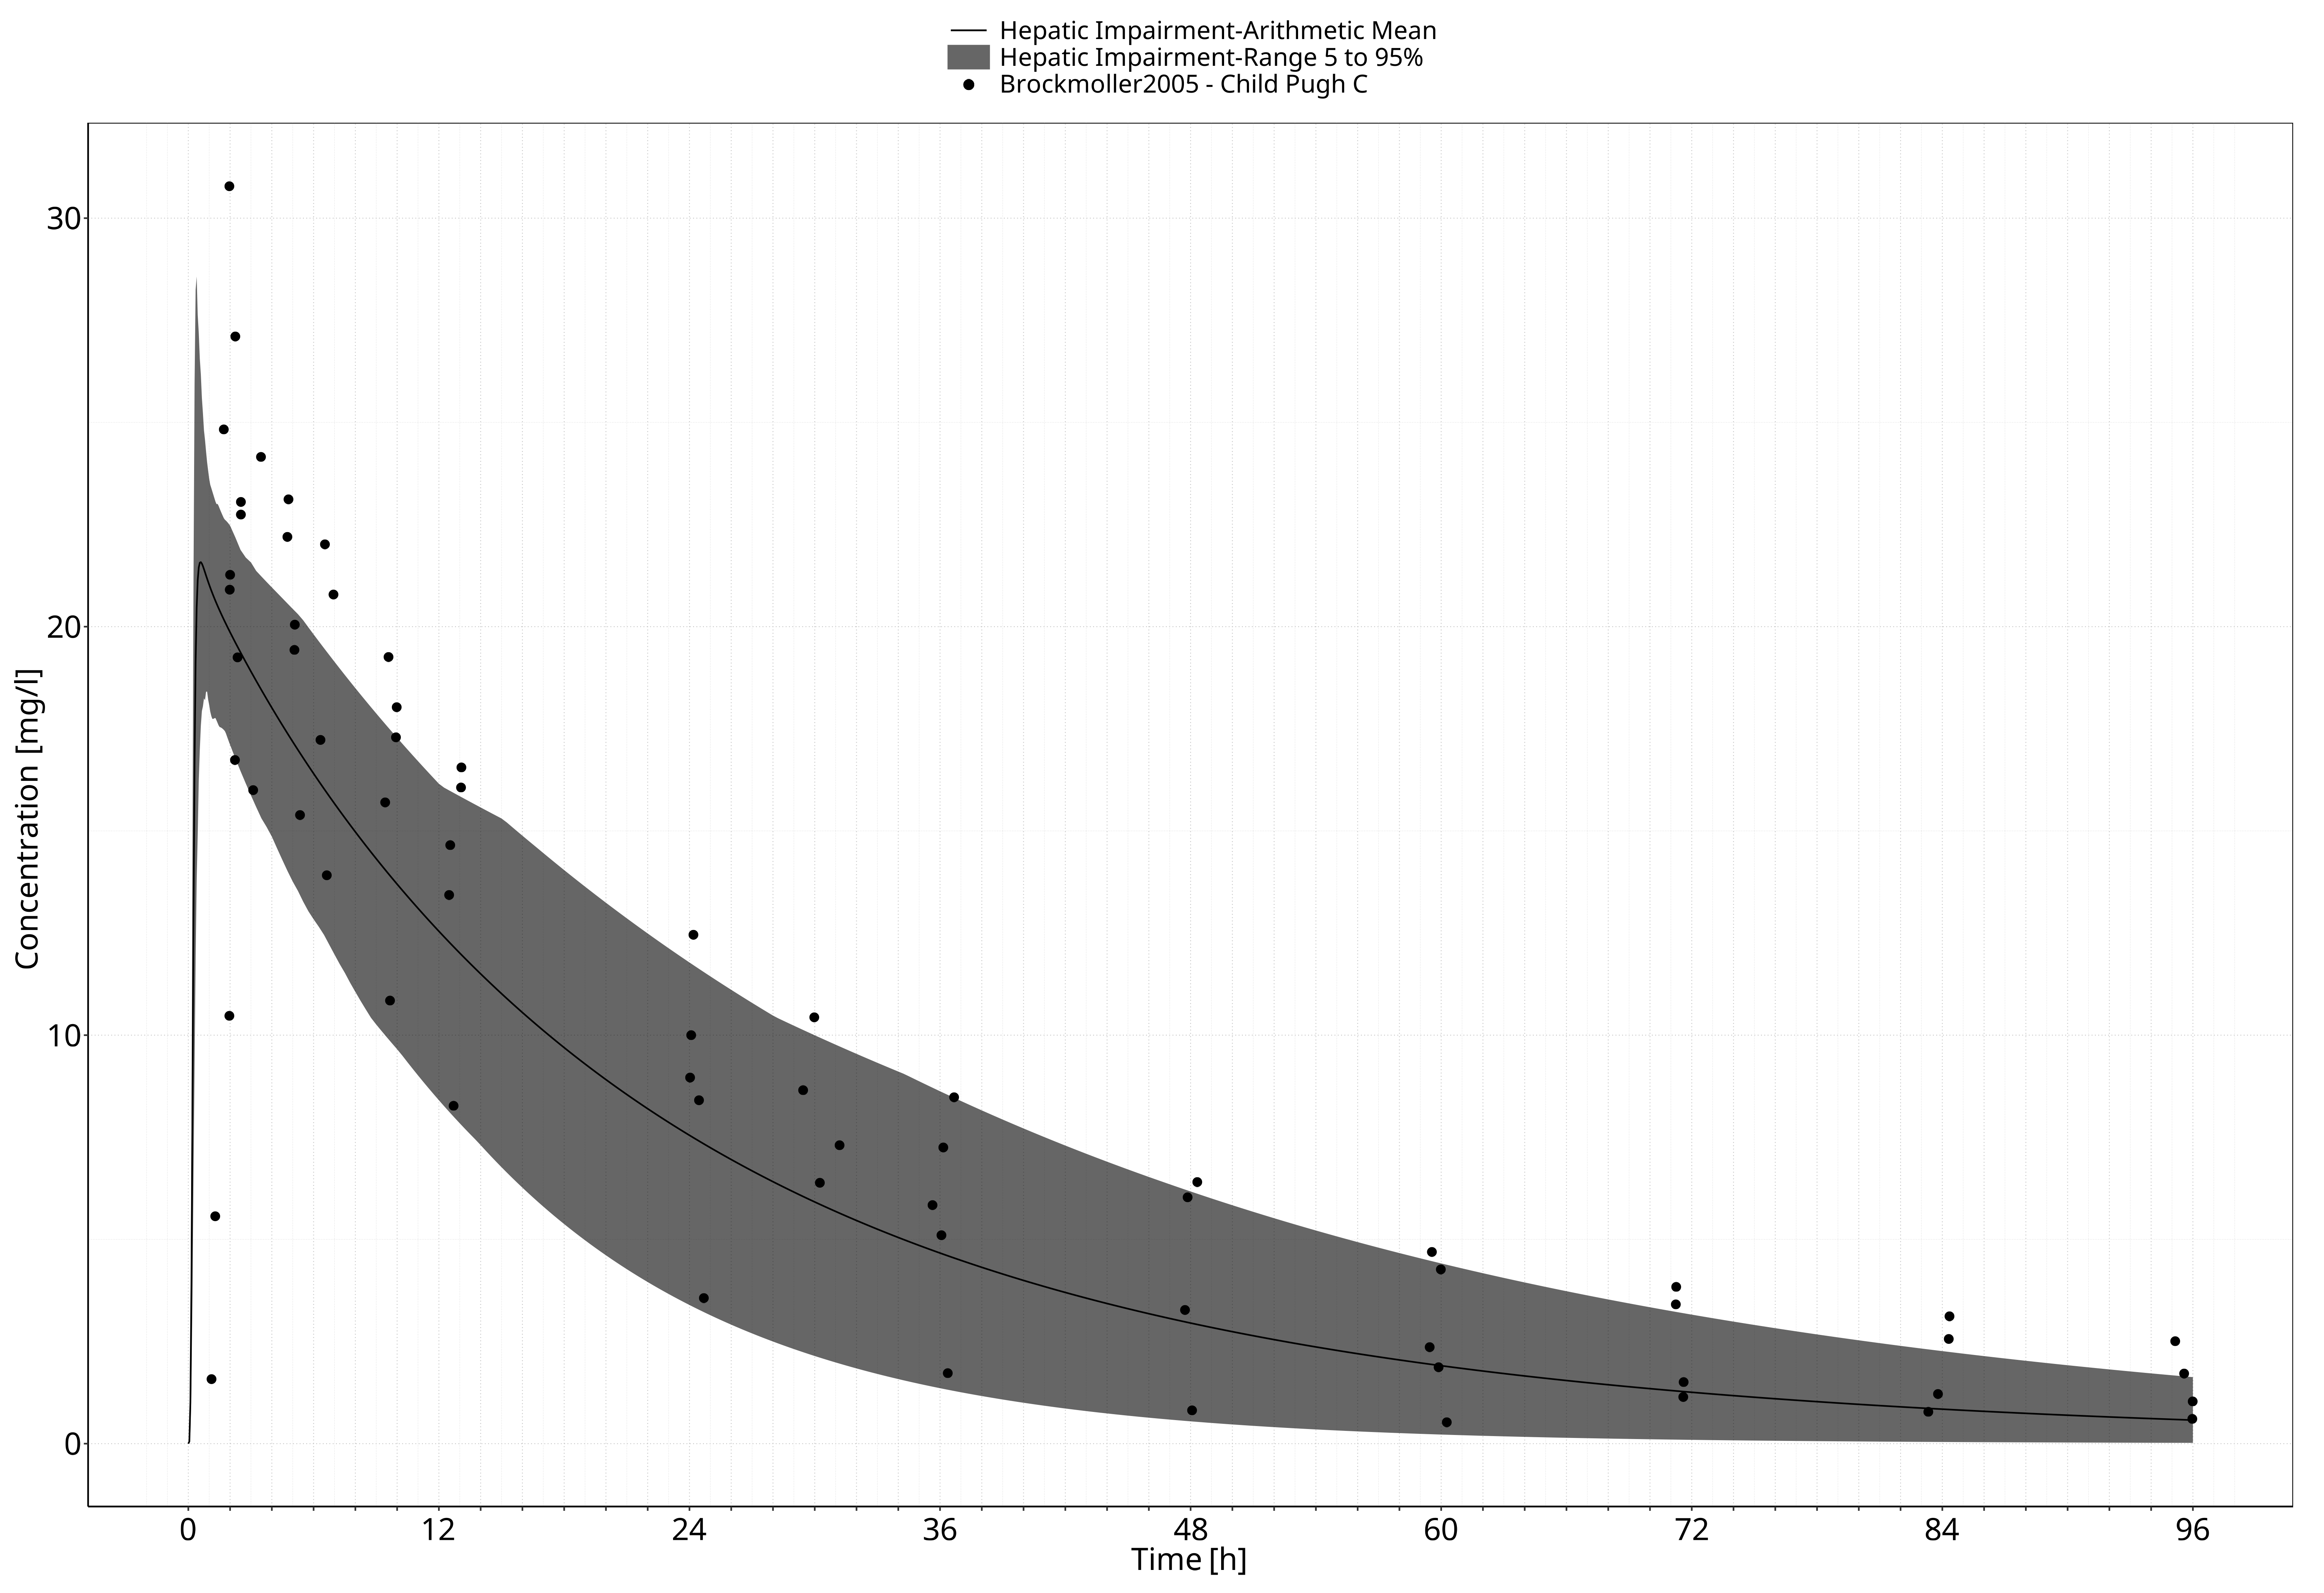 Hepatic Impairment-Arithmetic Mean
Hepatic Impairment-Range 5 to 95%
Brockmoller2005 - Child Pugh C
Concentration [mg/l]
30
20
10
0
0 12 24 36 48 60 72 84 96
Time [h]